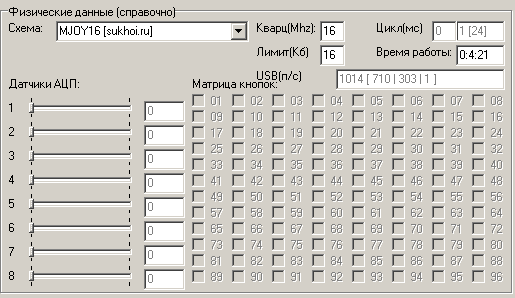 Физические данные (справочно)
Схема: MJOY16 [sukhoi.ru] Кварц(Mhz): 16 Цикл(мс) 0 1 [24]
Лимит(Кб) 16 Время работы: 0:4:21
USB(п/с) 1014 [ 710 | 303 | 1 ]
Датчики АЦП: Матрица кнопок:
1 0 01 02 03 04 05 06 07 08
09 10 11 12 13 14 15 16
2 0 17 18 19 20 21 22 23 24
25 26 27 28 29 30 31 32
3 0 33 34 35 36 37 38 39 40
4 0 41 42 43 44 45 46 47 48
49 50 51 52 53 54 55 56
5 0 57 58 59 60 61 62 63 64
6 0 65 66 67 68 69 70 71 72
73 74 75 76 77 78 79 80
7 0 81 82 83 84 85 86 87 88
8 0 89 90 91 92 93 94 95 96